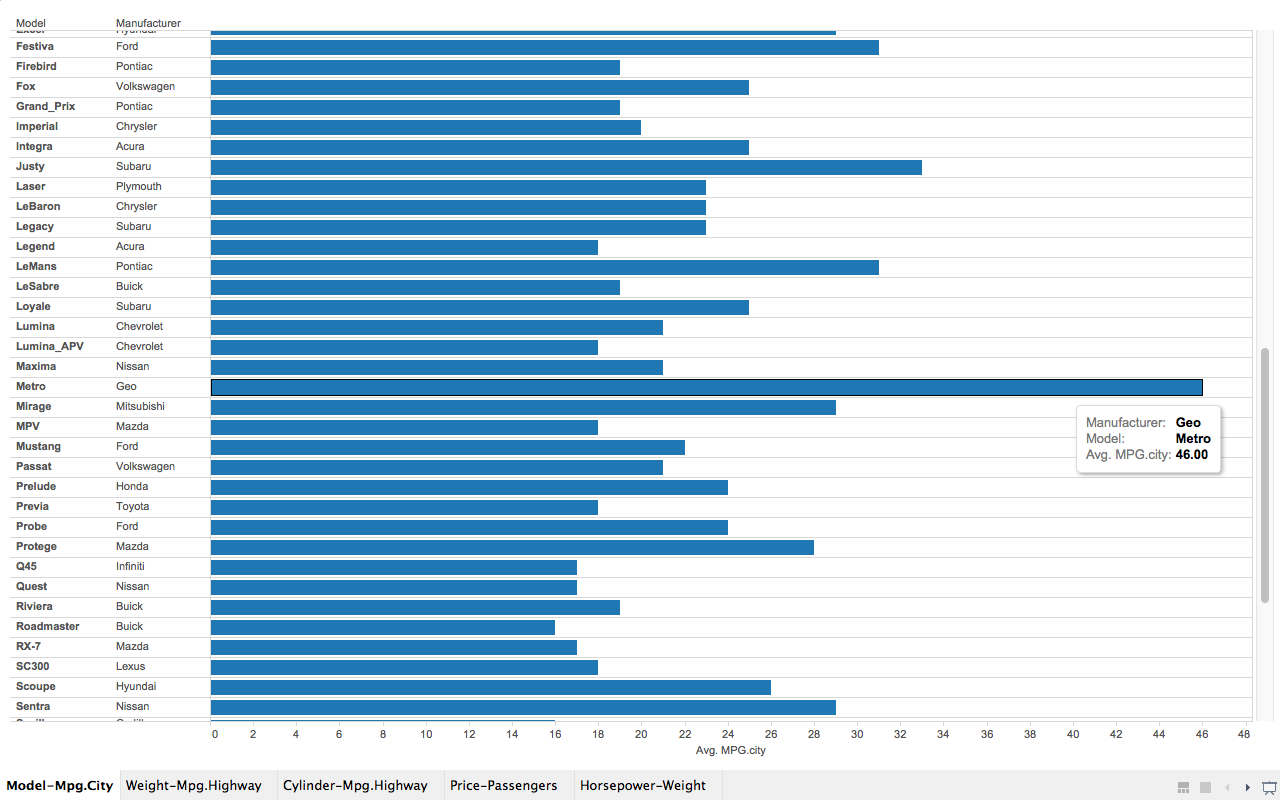 Model Manufacturer
Excel Hyundai
Festiva Ford
Firebird Pontiac
Fox Volkswagen
Grand_Prix Pontiac
Imperial Chrysler
Integra Acura
Justy Subaru
Laser Plymouth
LeBaron Chrysler
Legacy Subaru
Legend Acura
LeMans Pontiac
LeSabre Buick
Loyale Subaru
Lumina Chevrolet
Lumina_APV Chevrolet
Maxima Nissan
Metro Geo
Mirage Mitsubishi
MPV Mazda
Mustang Ford
Passat Volkswagen
Prelude Honda
Previa Toyota
Probe Ford
Protege Mazda
Q45 Infiniti
Quest Nissan
Riviera Buick
Roadmaster Buick
RX-7 Mazda
SC300 Lexus
Scoupe Hyundai
Sentra Nissan
Manufacturer: Geo
Model: Metro
Avg. MPG.city: 46.00
0 2 4 6 8 10 12 14 16 18 20 22 24 26 28 30 32 34 36 38 40 42 44 46 48
Avg. MPG.city
Model-Mpg.City Weight-Mpg.Highway Cylinder-Mpg.Highway Price-Passengers Horsepower-Weight